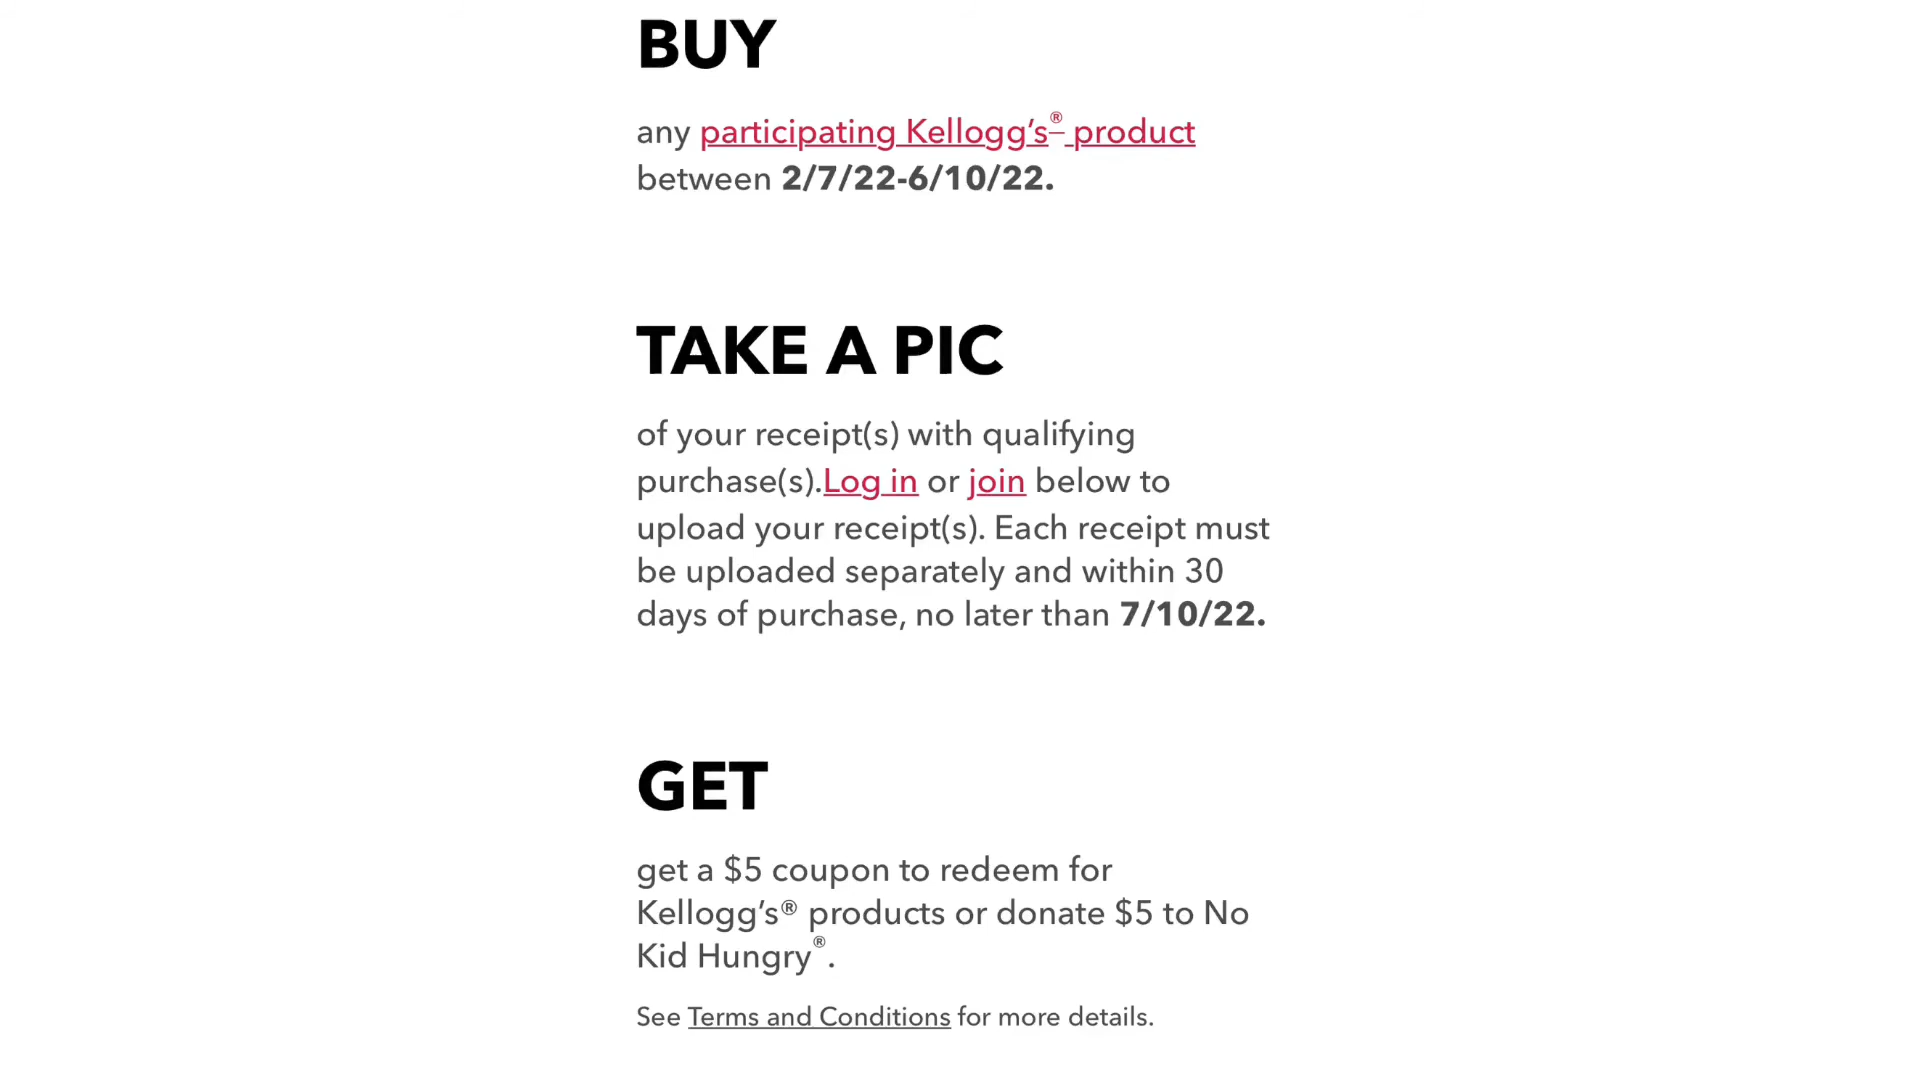 BUY
any participating Kellogg’s® product
between 2/7/22-6/10/22.
TAKE A PIC
of your receipt(s) with qualifying
purchase(s).Log in or join below to
upload your receipt(s). Each receipt must
be uploaded separately and within 30
days of purchase, no later than 7/10/22.
GET
get a $5 coupon to redeem for
Kellogg’s® products or donate $5 to No
Kid Hungry®.
See Terms and Conditions for more details.